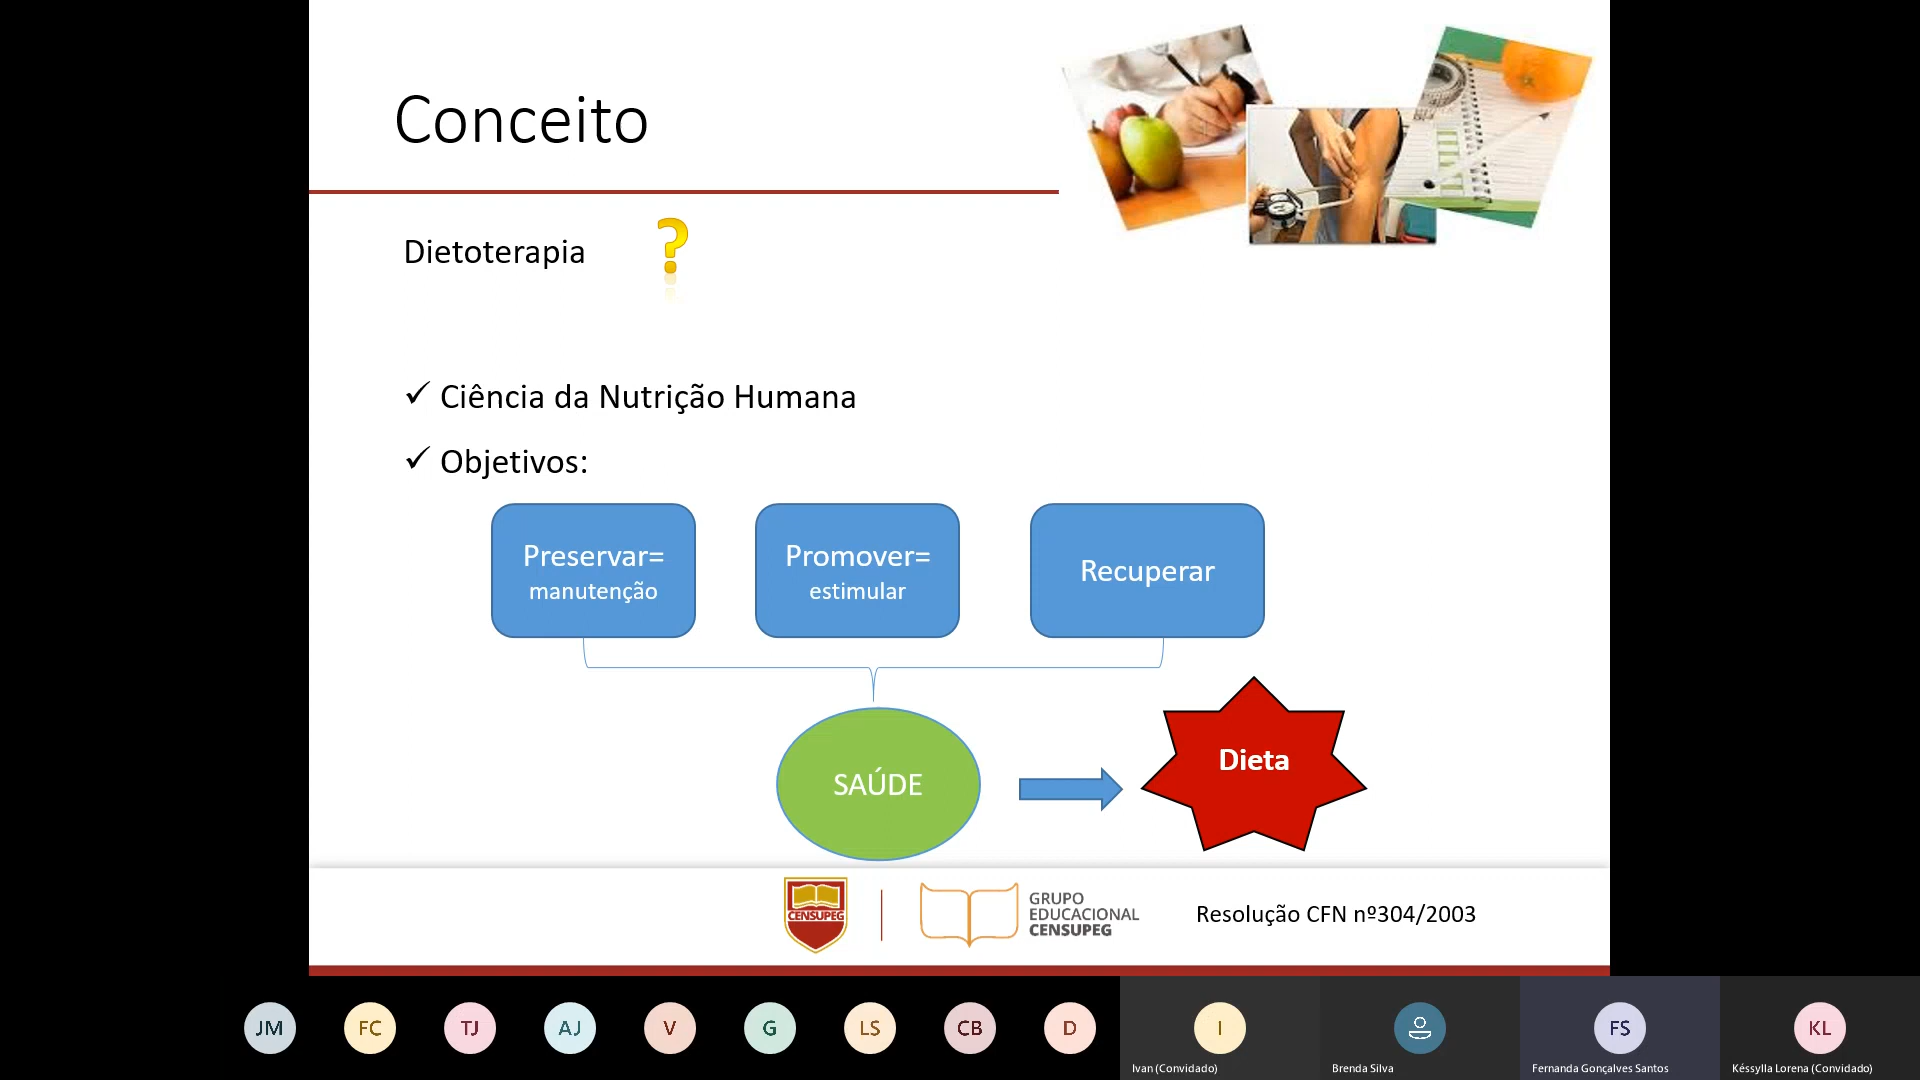 Conceito
Dietoterapia
?
✓ Ciência da Nutrição Humana
✓ Objetivos:
Preservar=
manutenção
Promover=
estimular
Recuperar
SAÚDE
Dieta
CENSUPEG
GRUPO
EDUCACIONAL
CENSUPEG
Resolução CFN nº304/2003
JM
FC
TJ
AJ
V
G
LS
CB
D
I
FS
KL
Ivan (Convidado)
Brenda Silva
Fernanda Gonçalves Santos
Késsylla Lorena (Convidado)